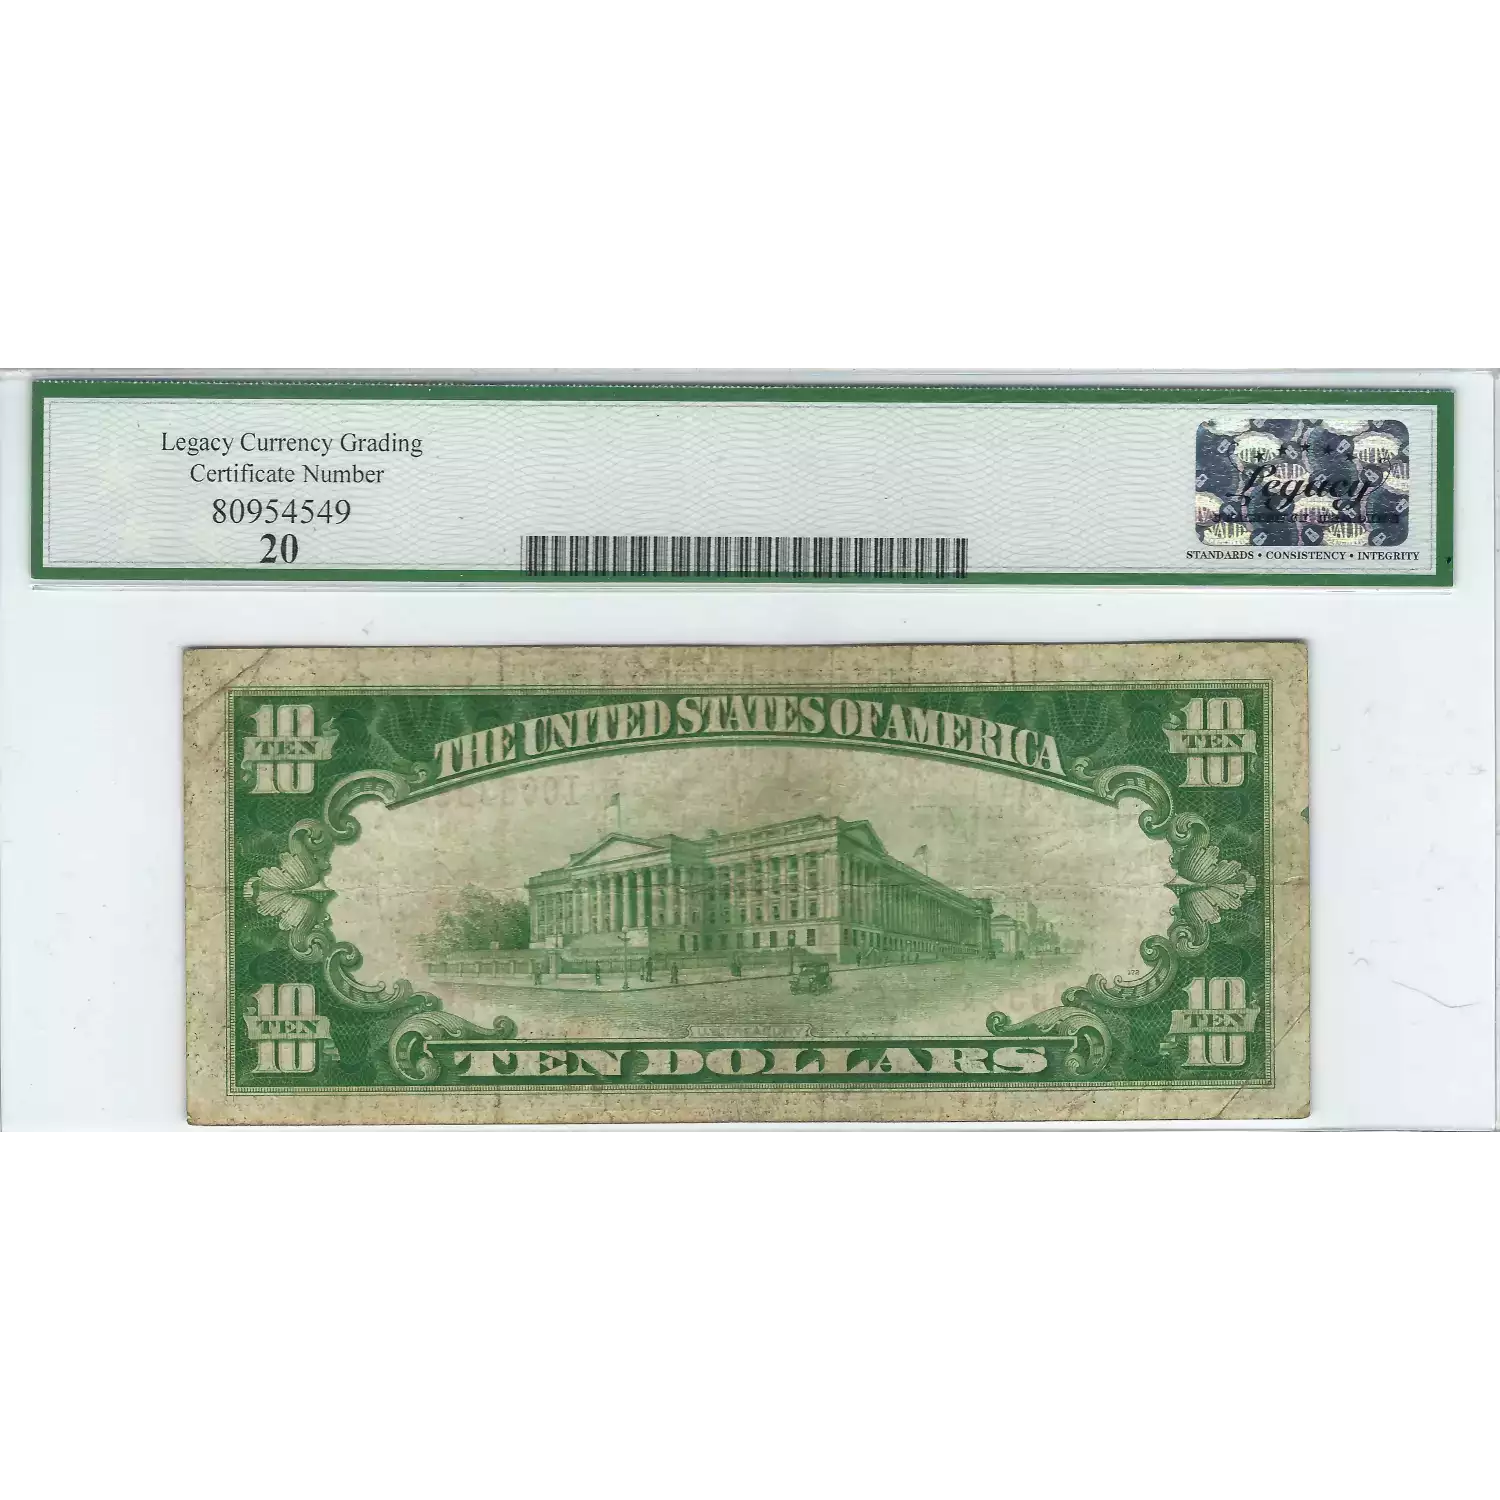 Legacy Currency Grading
Certificate Number
80954549
20
Legacy
STANDARDS • CONSISTENCY • INTEGRITY
THE UNITED STATES OF AMERICA
10
TEN
10
10
TEN
10
10
TEN
10
10
TEN
10
TEN DOLLARS